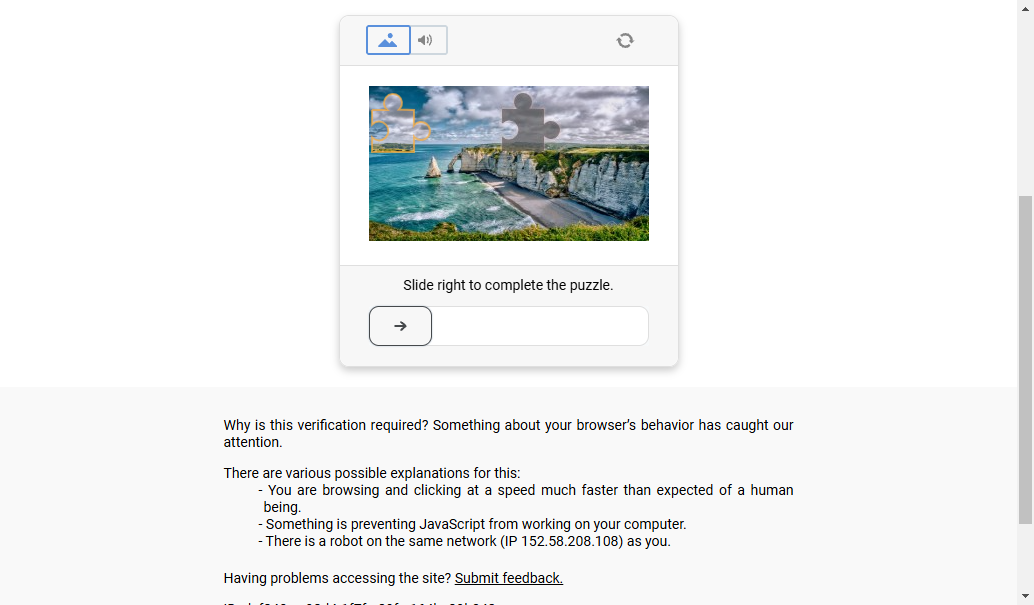 Slide right to complete the puzzle.
Why is this verification required? Something about your browser's behavior has caught our
attention.
There are various possible explanations for this:
- You are browsing and clicking at a speed much faster than expected of a human
being.
- Something is preventing JavaScript from working on your computer.
- There is a robot on the same network (IP 152.58.208.108) as you.
Having problems accessing the site? Submit feedback.